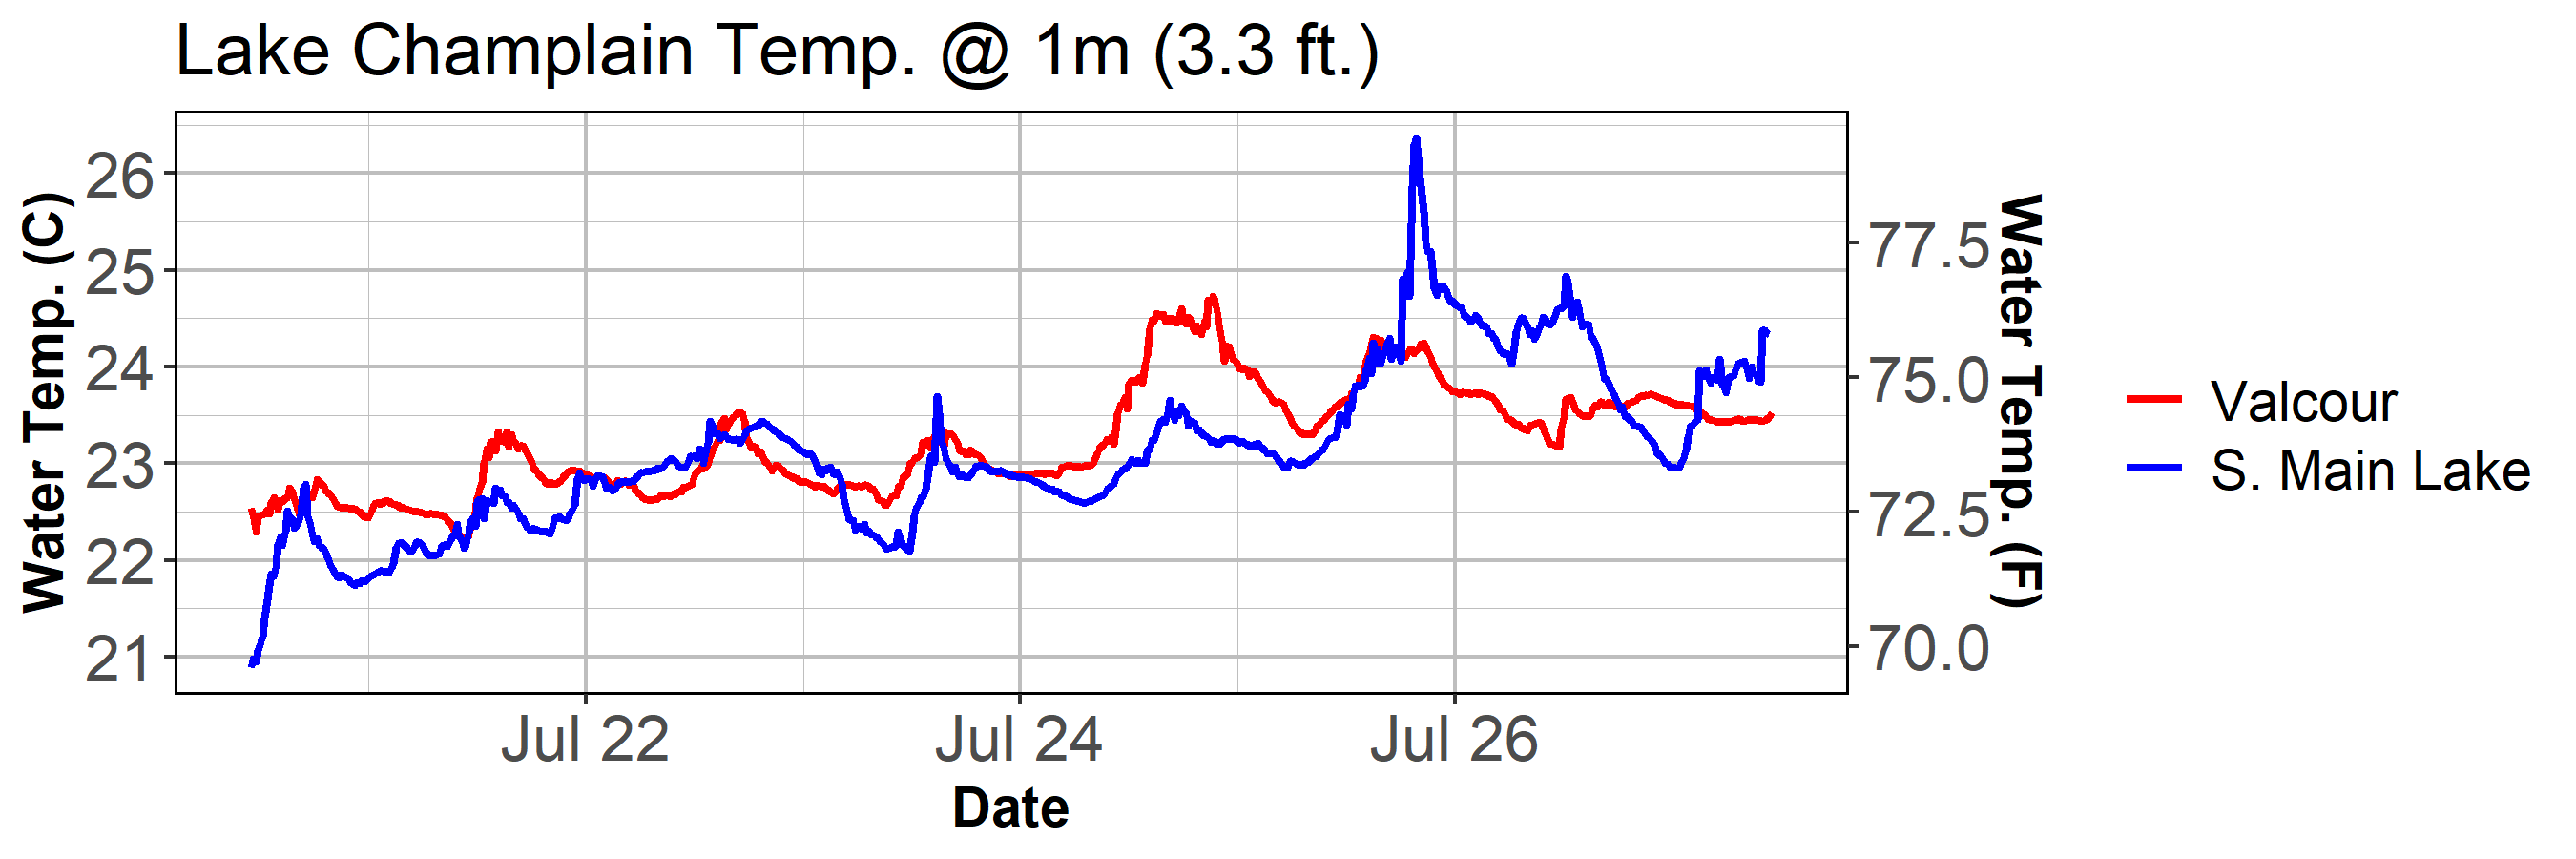 Lake Champlain Temp. @ 1m (3.3 ft.)
Water Temp. (C)
26
25
24
23
22
21
77.5
75.0
72.5
70.0
Water Temp. (F)
Jul 22
Jul 24
Jul 26
Date
Valcour
S. Main Lake